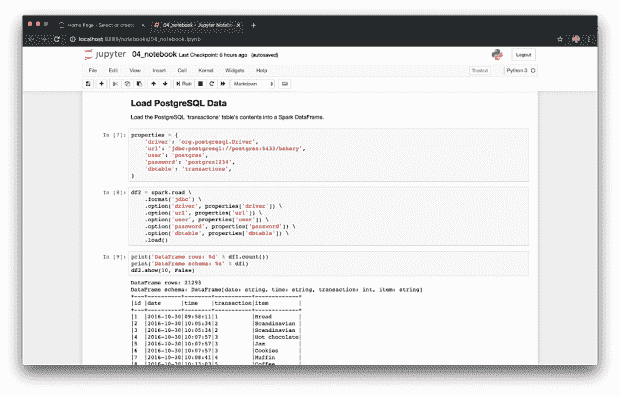 Home Page - Select or create
04_notebook - Jupyter Notebook
localhost:8889/notebooks/04_notebook.ipynb
jupyter 04_notebook Last Checkpoint: 6 hours ago (autosaved)
Logout
File Edit View Insert Cell Kernel Widgets Help
Trusted
Python 3
Run
Markdown
Load PostgreSQL Data
Load the PostgreSQL 'transactions' table's contents into a Spark DataFrame.
In [7]: properties = {
'driver': 'org.postgresql.Driver',
'url': 'jdbc:postgresql://postgres:5432/bakery',
'user': 'postgres',
'password': 'postgres1234',
'dbtable': 'transactions',
}
In [8]: df2 = spark.read \
.format('jdbc') \
.option('driver', properties['driver']) \
.option('url', properties['url']) \
.option('user', properties['user']) \
.option('password', properties['password']) \
.option('dbtable', properties['dbtable']) \
.load()
In [9]: print('DataFrame rows: %d' % df1.count())
print('DataFrame schema: %s' % df1)
df2.show(10, False)
DataFrame rows: 21293
DataFrame schema: DataFrame[date: string, time: string, transaction: int, item: string]
+---+----------+--------+-----------+-------------+
|id |date |time |transaction|item |
+---+----------+--------+-----------+-------------+
|1 |2016-10-30|09:58:11|1 |Bread |
|2 |2016-10-30|10:05:34|2 |Scandinavian |
|3 |2016-10-30|10:05:34|2 |Scandinavian |
|4 |2016-10-30|10:07:57|3 |Hot chocolate|
|5 |2016-10-30|10:07:57|3 |Jam |
|6 |2016-10-30|10:07:57|3 |Cookies |
|7 |2016-10-30|10:08:41|4 |Muffin |
|8 |2016-10-30|10:13:03|5 |Coffee |